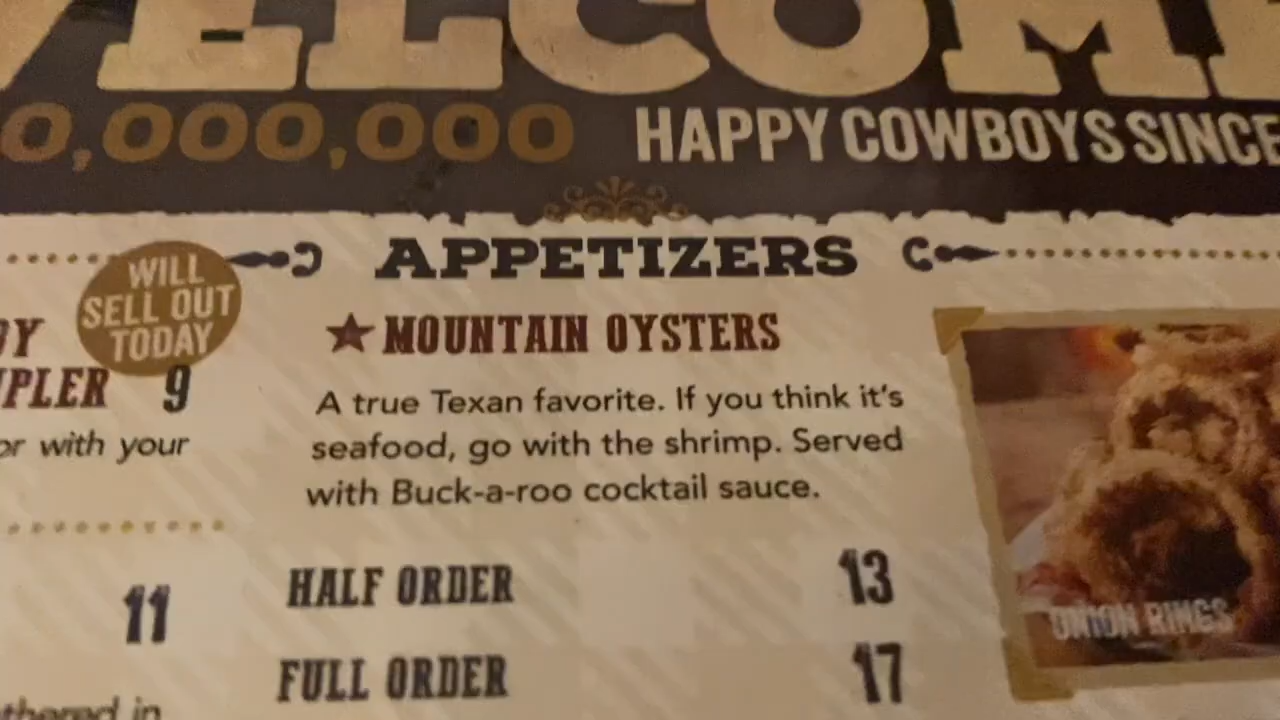 WELCOME
0,000,000 HAPPY COWBOYS SINCE
APPETIZERS
WILL
SELL OUT
TODAY
9
or with your
11
MOUNTAIN OYSTERS
A true Texan favorite. If you think it's
seafood, go with the shrimp. Served
with Buck-a-roo cocktail sauce.
HALF ORDER 13
FULL ORDER 17
ONION RINGS